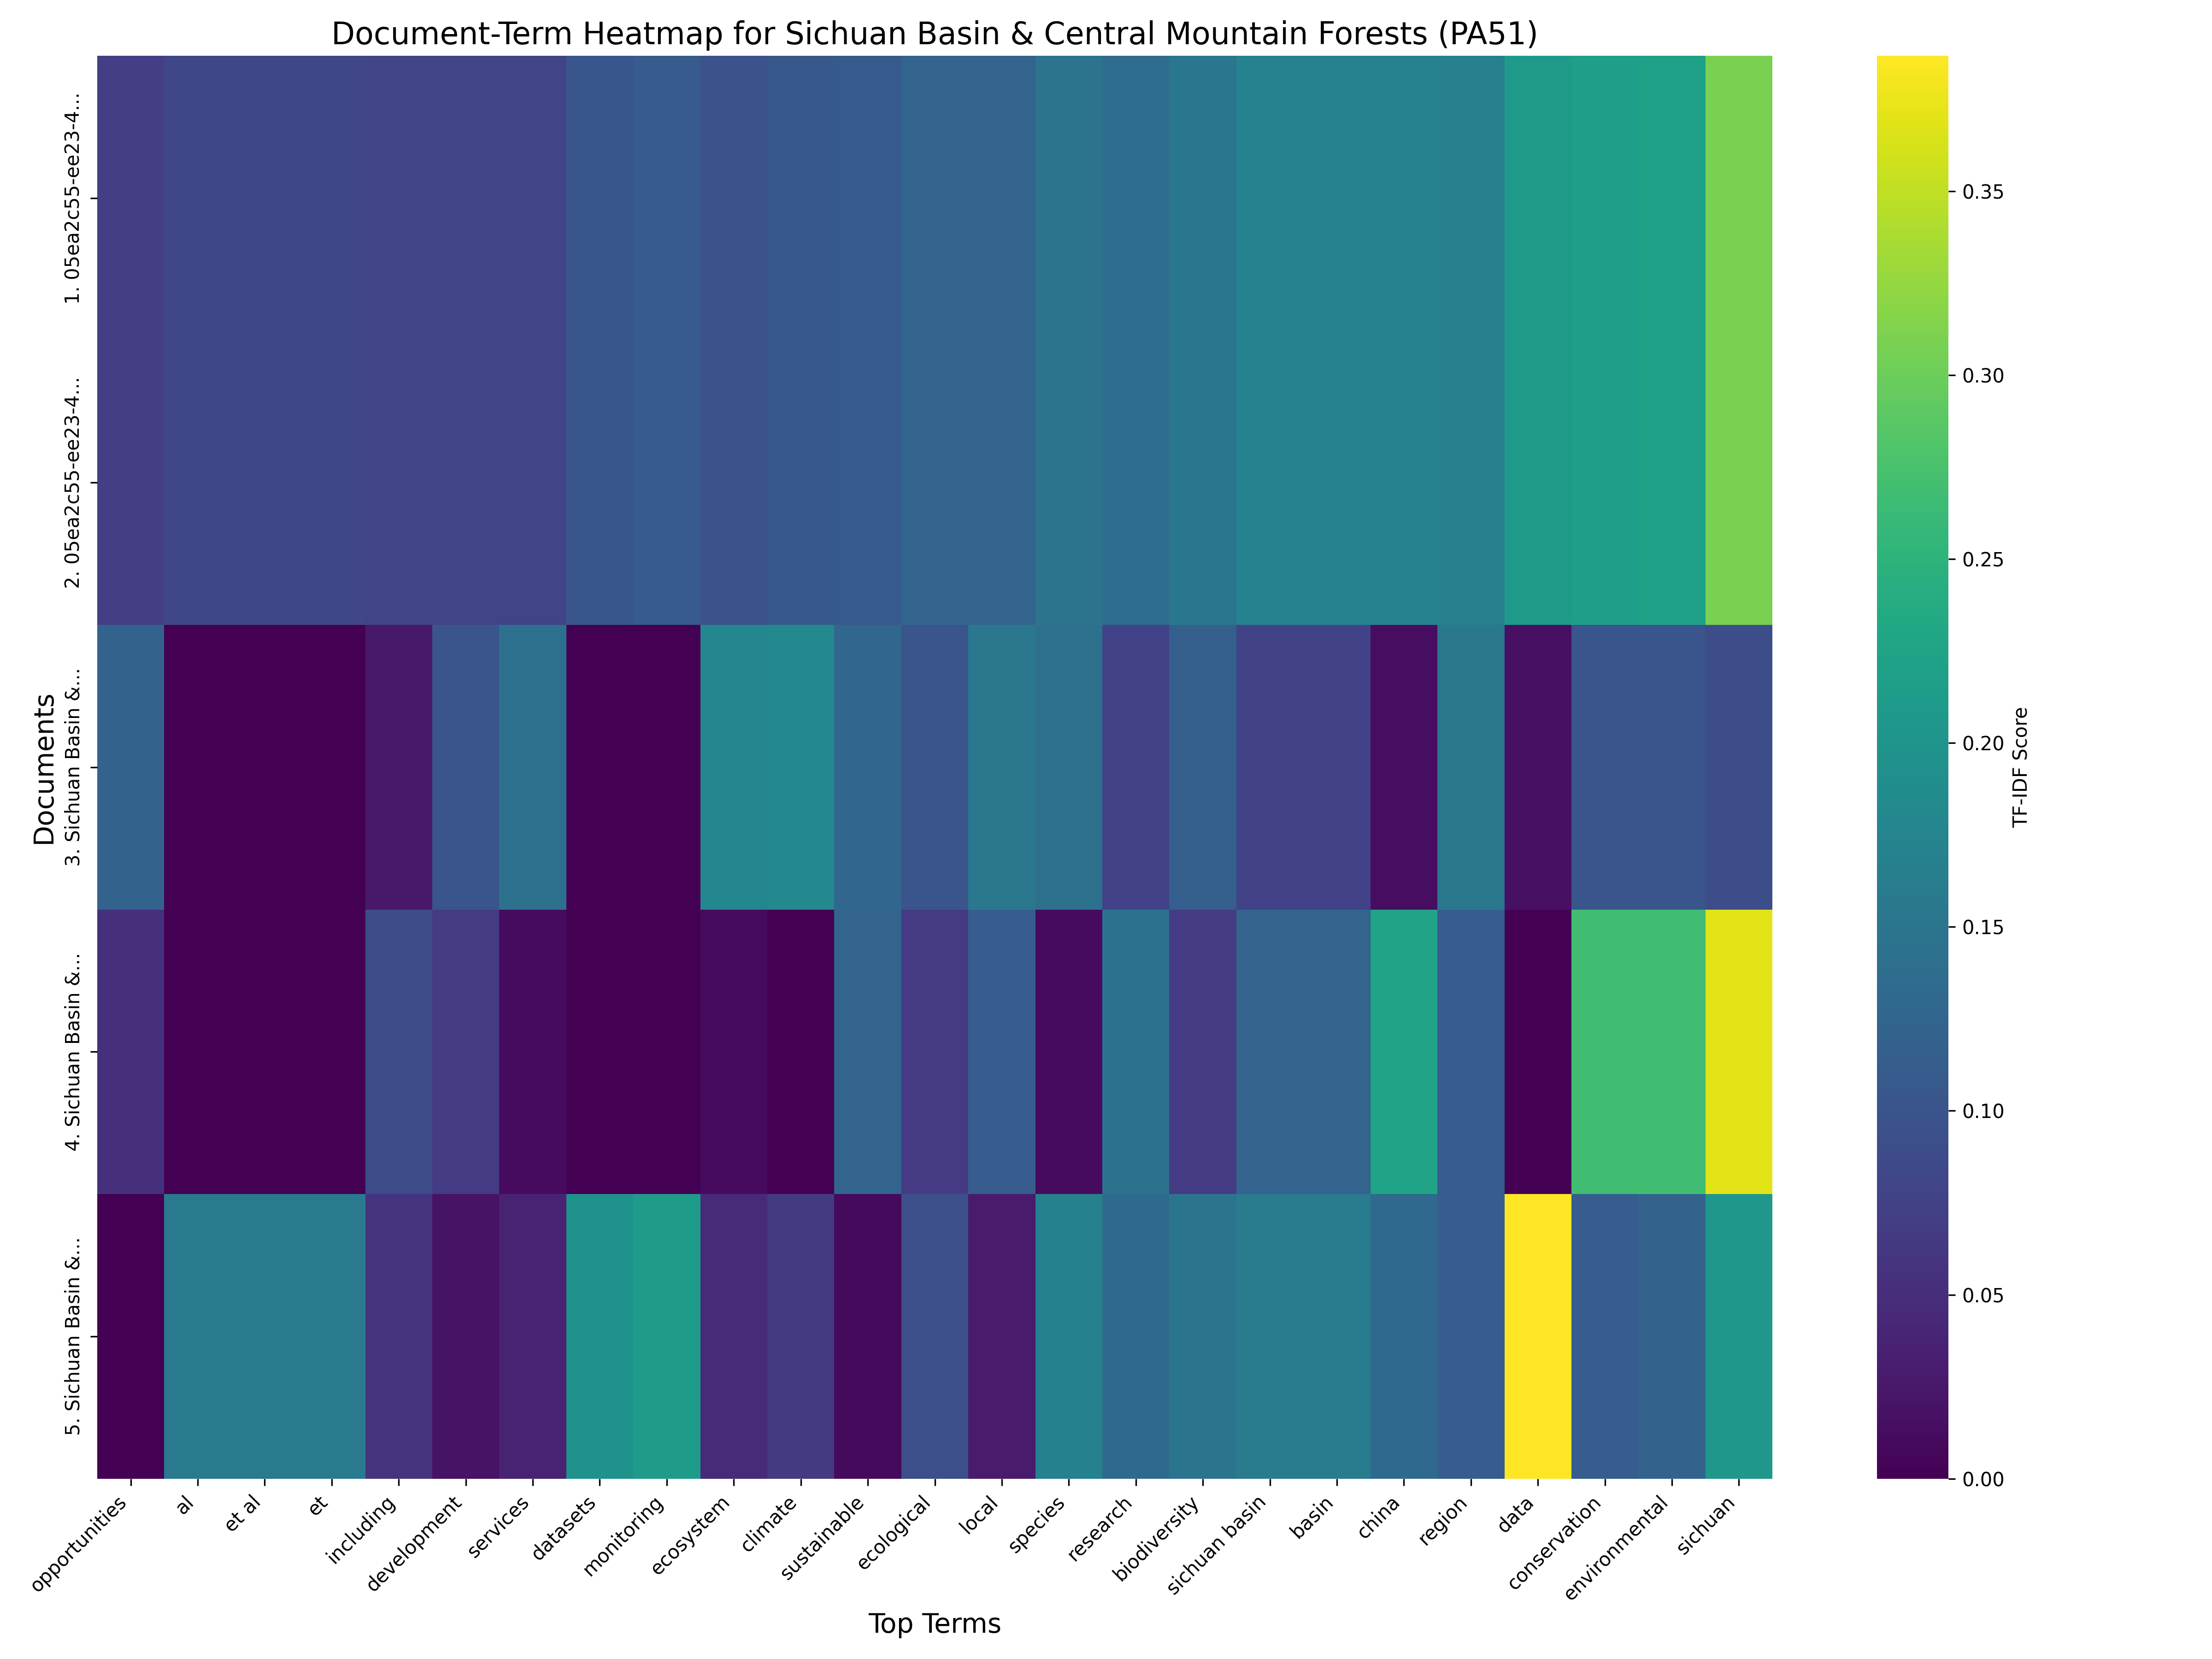 Document-Term Heatmap for Sichuan Basin & Central Mountain Forests (PA51)
Documents
1. 05ea2c55-ee23-4...
2. 05ea2c55-ee23-4...
3. Sichuan Basin &...
4. Sichuan Basin &...
5. Sichuan Basin &...
opportunities
al
et al
et
including
development
services
datasets
monitoring
ecosystem
climate
sustainable
ecological
local
species
research
biodiversity
sichuan basin
basin
china
region
data
conservation
environmental
sichuan
Top Terms
0.35
0.30
0.25
0.20
0.15
0.10
0.05
0.00
TF-IDF Score